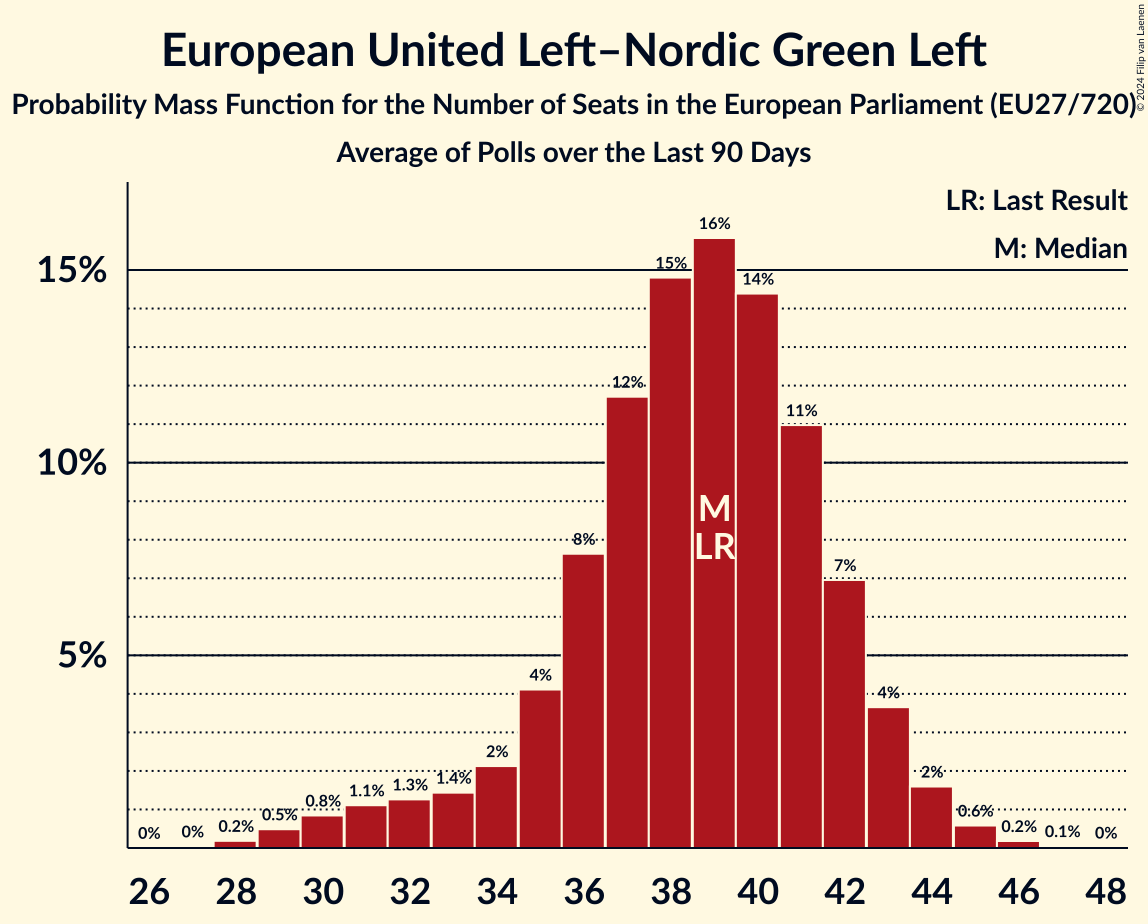 European United Left–Nordic Green Left
Probability Mass Function for the Number of Seats in the European Parliament (EU27/720)
Average of Polls over the Last 90 Days
© 2024 Filip van Laenen
LR: Last Result
M: Median
15%
10%
5%
0%
0%
0.2%
0.5%
0.8%
1.1%
1.3%
1.4%
2%
4%
8%
12%
15%
16%
14%
11%
7%
4%
2%
0.6%
0.2%
0.1%
0%
M
LR
26 28 30 32 34 36 38 40 42 44 46 48